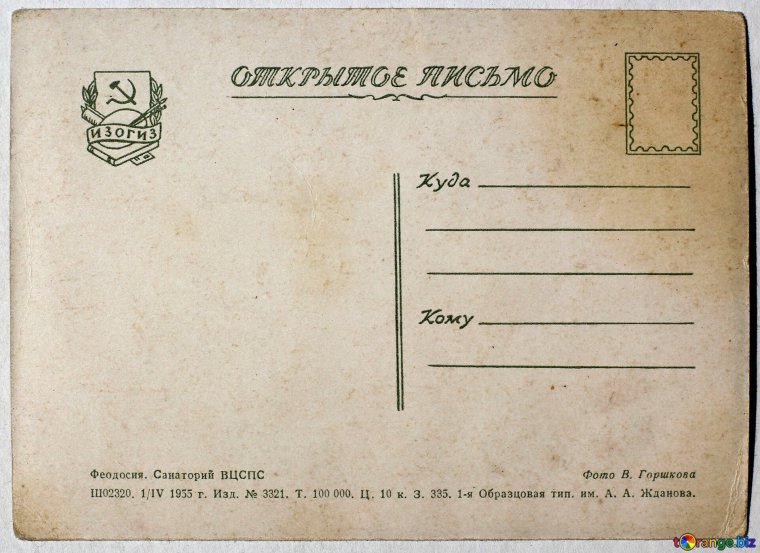 ОТКРЫТОЕ ПИСЬМО
ИЗОГИЗ
Куда
Кому
Феодосия. Санаторий ВЦСПС
Фото В. Горшкова
Ш02320. 1/IV 1955 г. Изд. № 3321. Т. 100 000. Ц. 10 к. З. 335. 1-я Образцовая тип. им. А. А. Жданова.
torange.biz